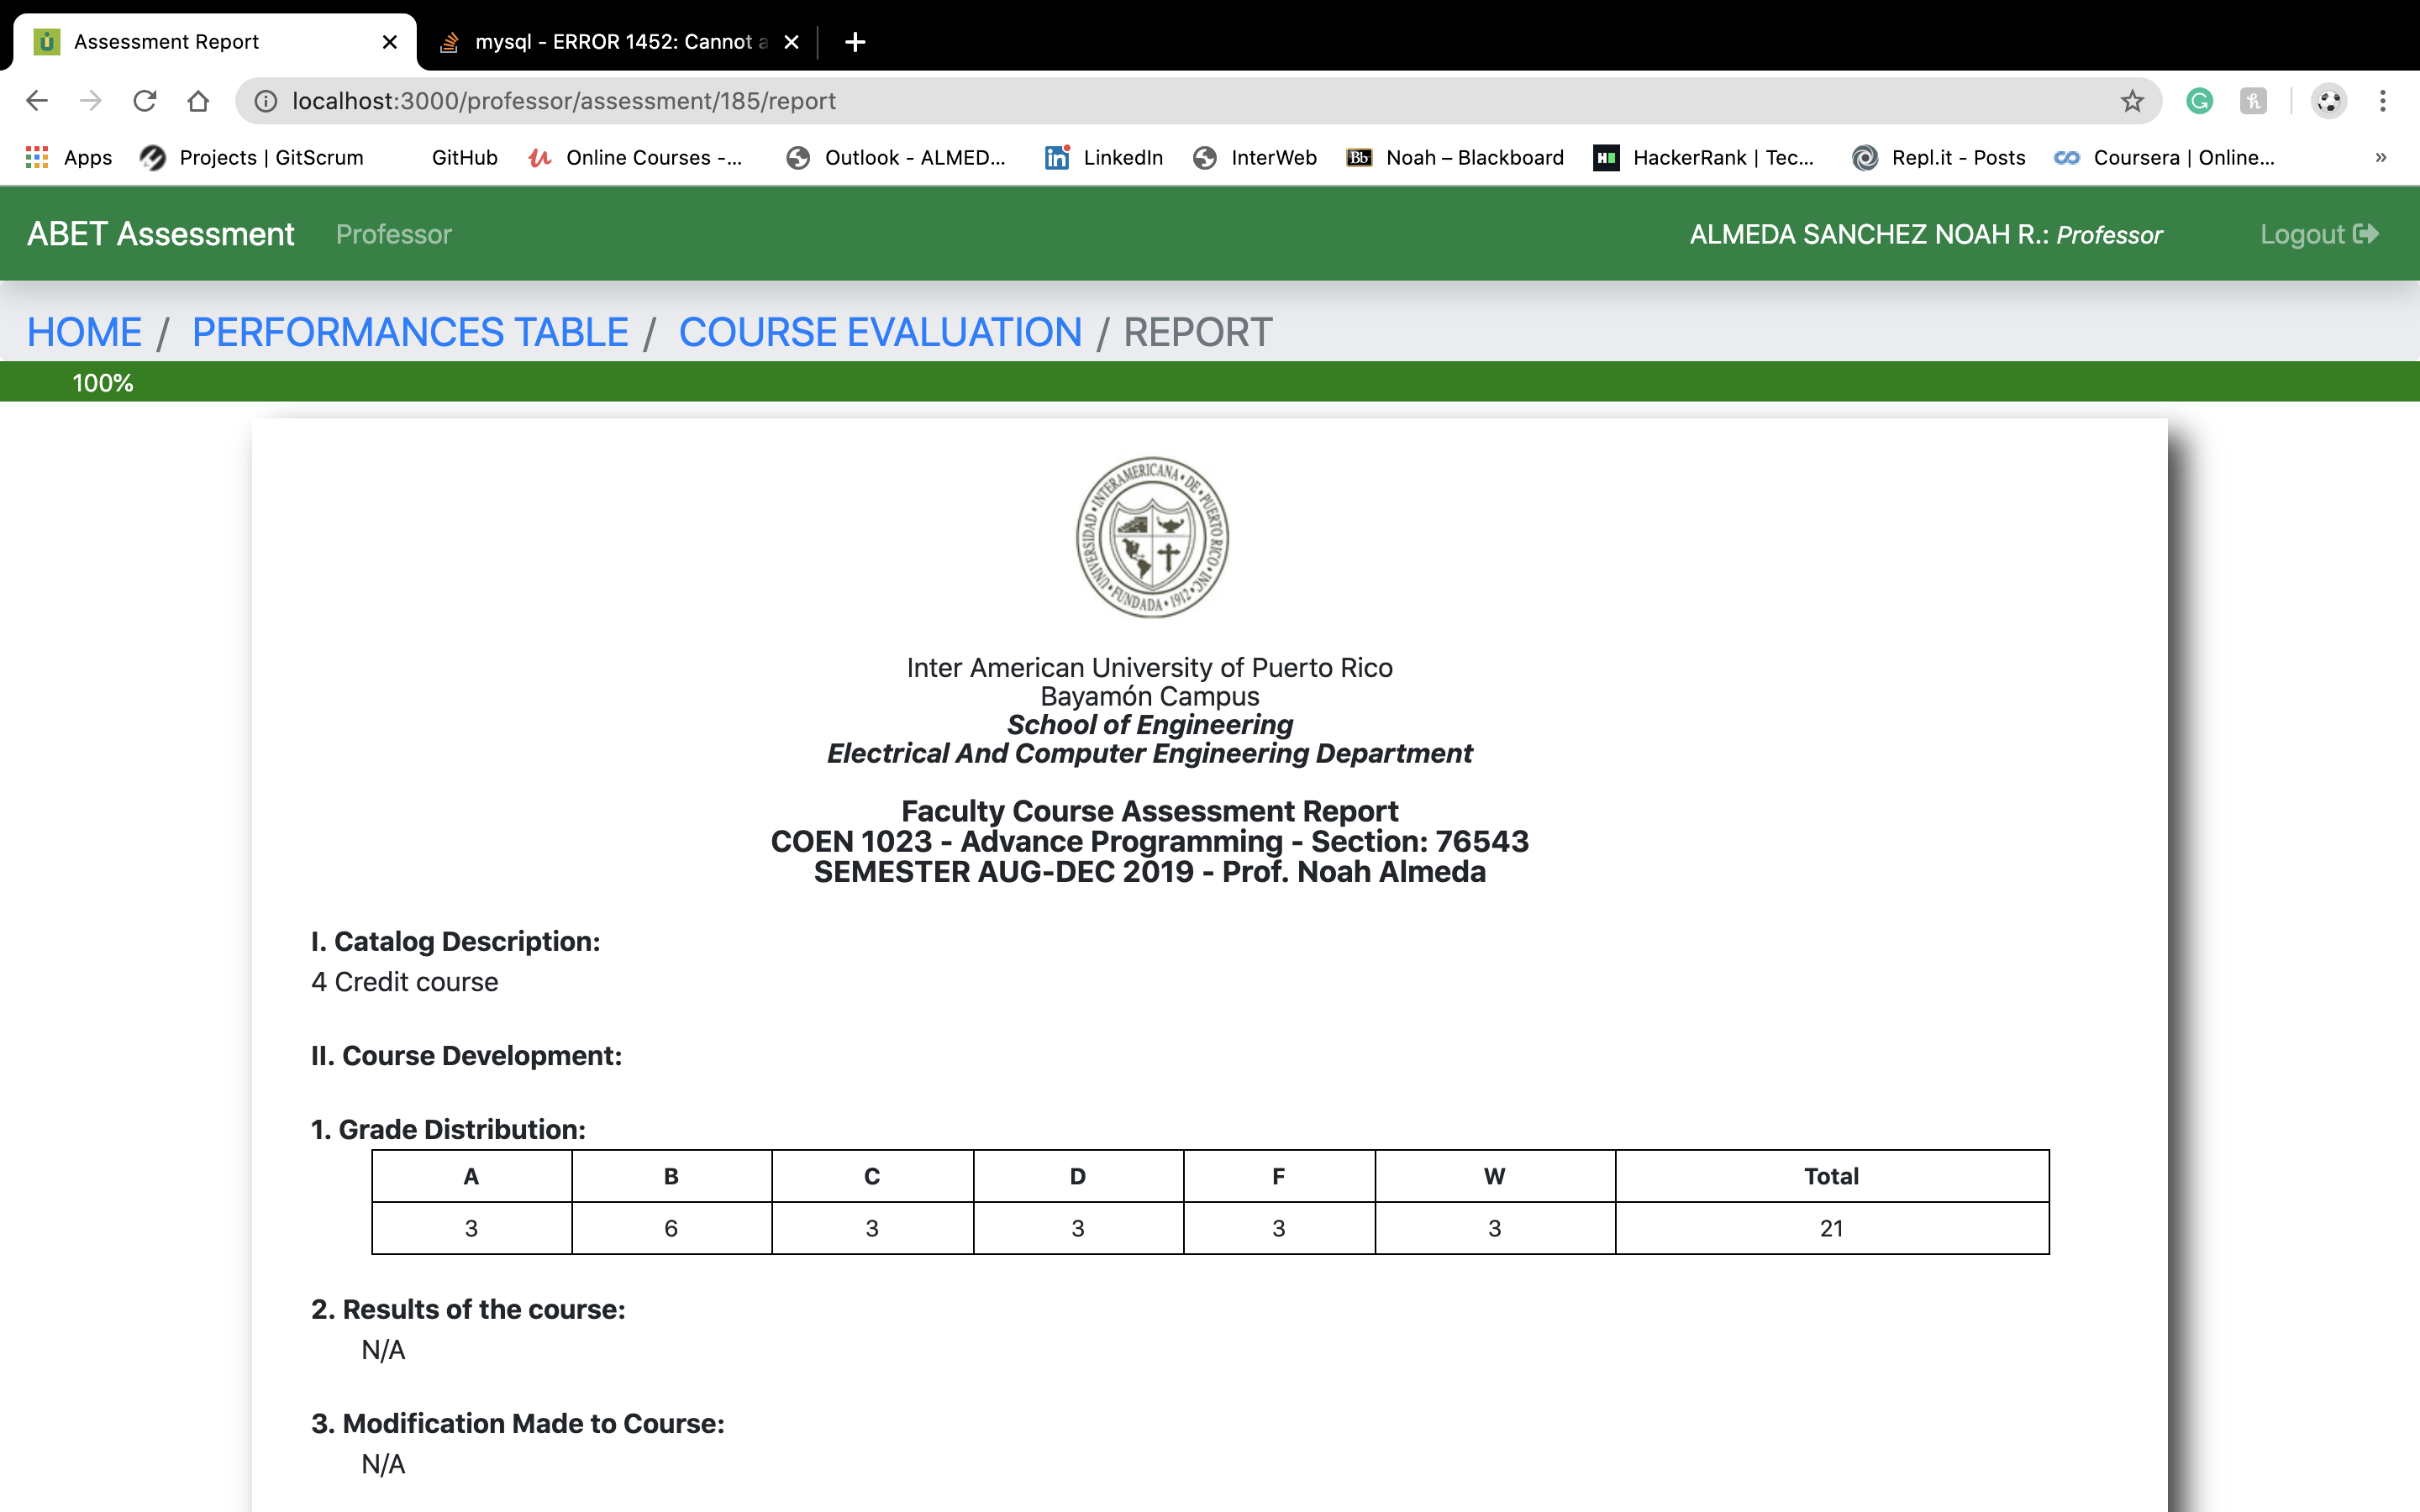 Assessment Report
mysql - ERROR 1452: Cannot a
localhost:3000/professor/assessment/185/report
Apps Projects | GitScrum GitHub Online Courses -... Outlook - ALMED... LinkedIn InterWeb Bb Noah – Blackboard H HackerRank | Tec... Repl.it - Posts Coursera | Online... »
ABET Assessment Professor ALMEDA SANCHEZ NOAH R.: Professor Logout
HOME / PERFORMANCES TABLE / COURSE EVALUATION / REPORT
100%
UNIVERSIDAD • INTERAMERICANA • DE • PUERTO RICO • INC •
FUNDADA • 1912
Inter American University of Puerto Rico
Bayamón Campus
School of Engineering
Electrical And Computer Engineering Department
Faculty Course Assessment Report
COEN 1023 - Advance Programming - Section: 76543
SEMESTER AUG-DEC 2019 - Prof. Noah Almeda
I. Catalog Description:
4 Credit course
II. Course Development:
1. Grade Distribution:
A B C D F W Total
3 6 3 3 3 3 21
2. Results of the course:
N/A
3. Modification Made to Course:
N/A